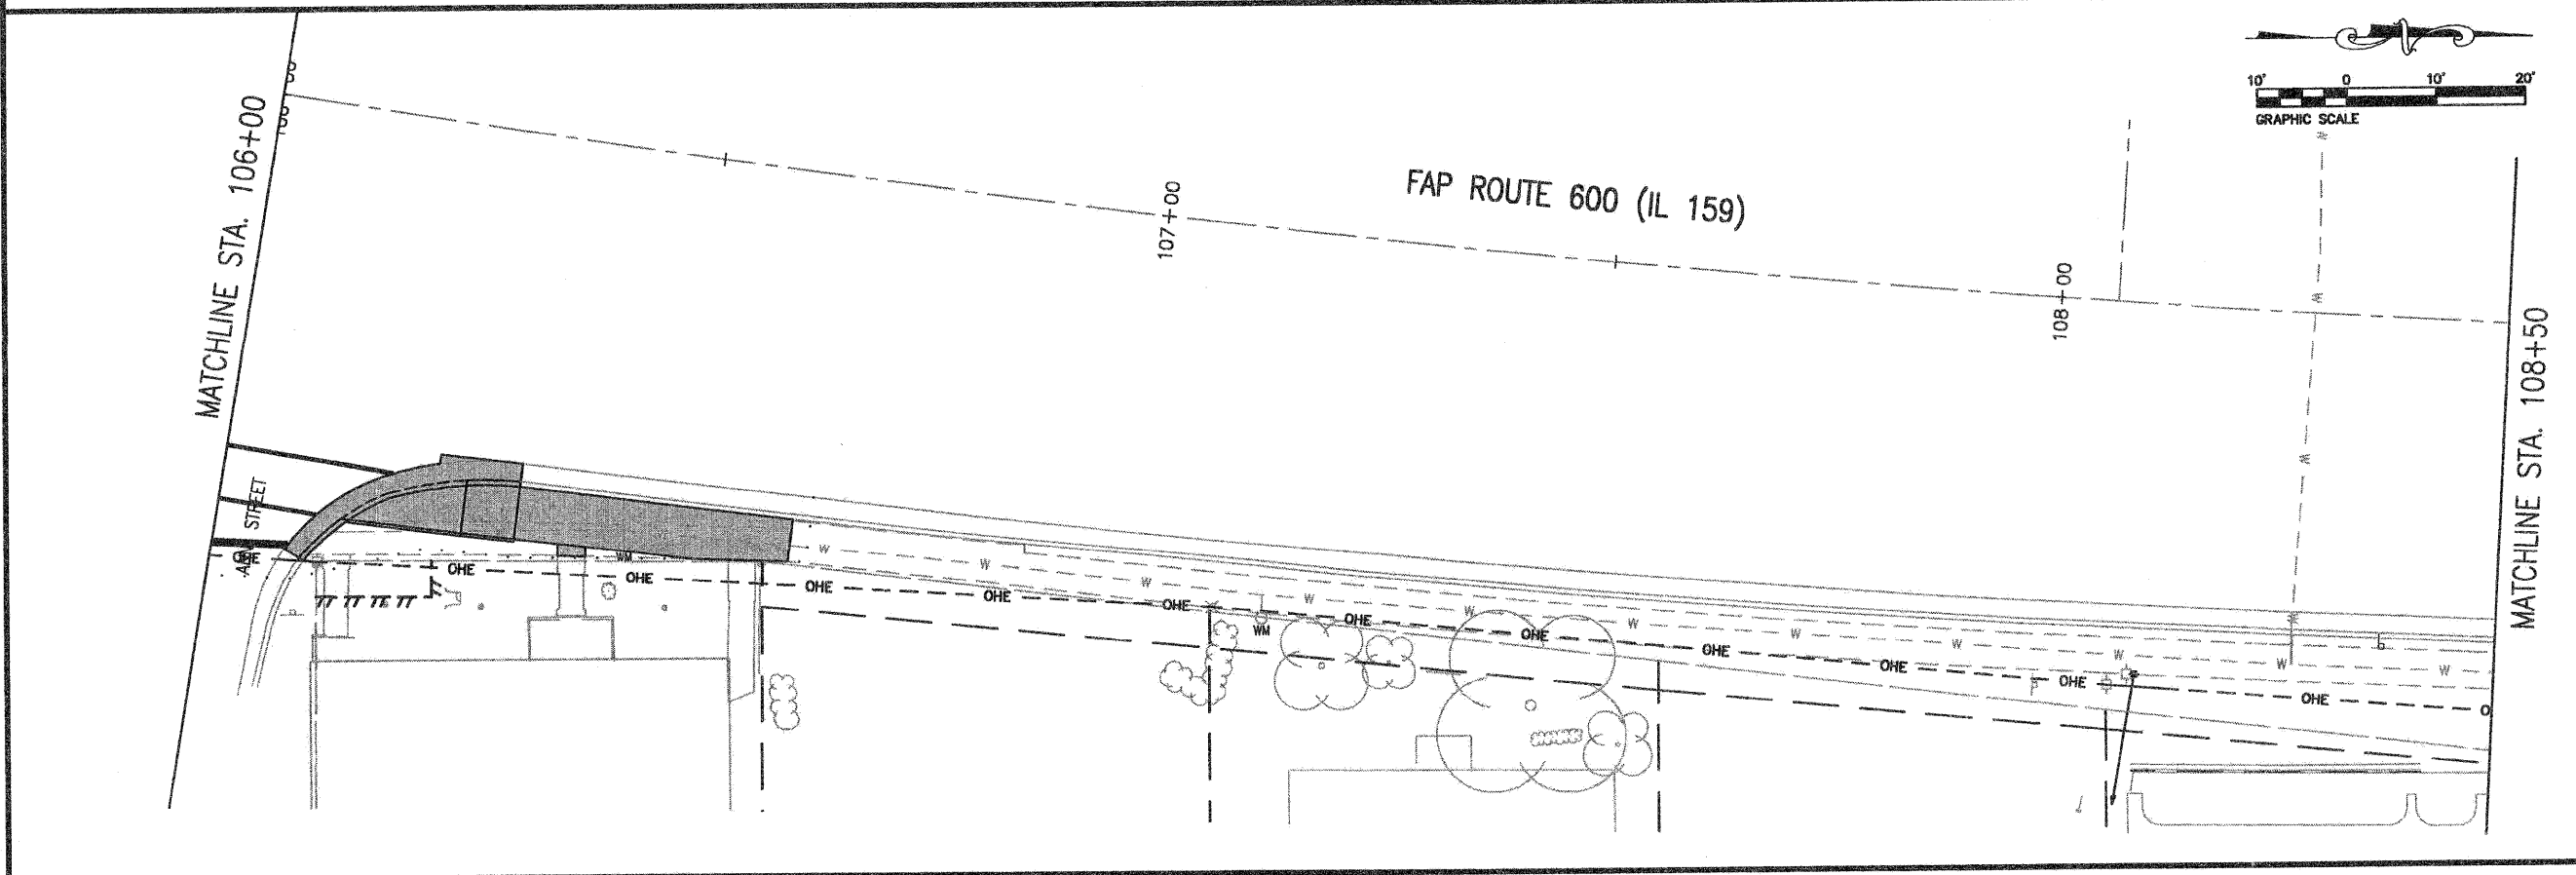 10' 0 10' 20'
GRAPHIC SCALE
MATCHLINE STA. 106+00
FAP ROUTE 600 (IL 159)
107+00
108+00
MATCHLINE STA. 108+50
STREET
W
W
W
W
W
OHE
OHE
WM
OHE
OHE
OHE
OHE
WM
OHE
OHE
OHE
OHE
OHE
OHE
O
W
W
W
W
W
W
W
W
W
W
W